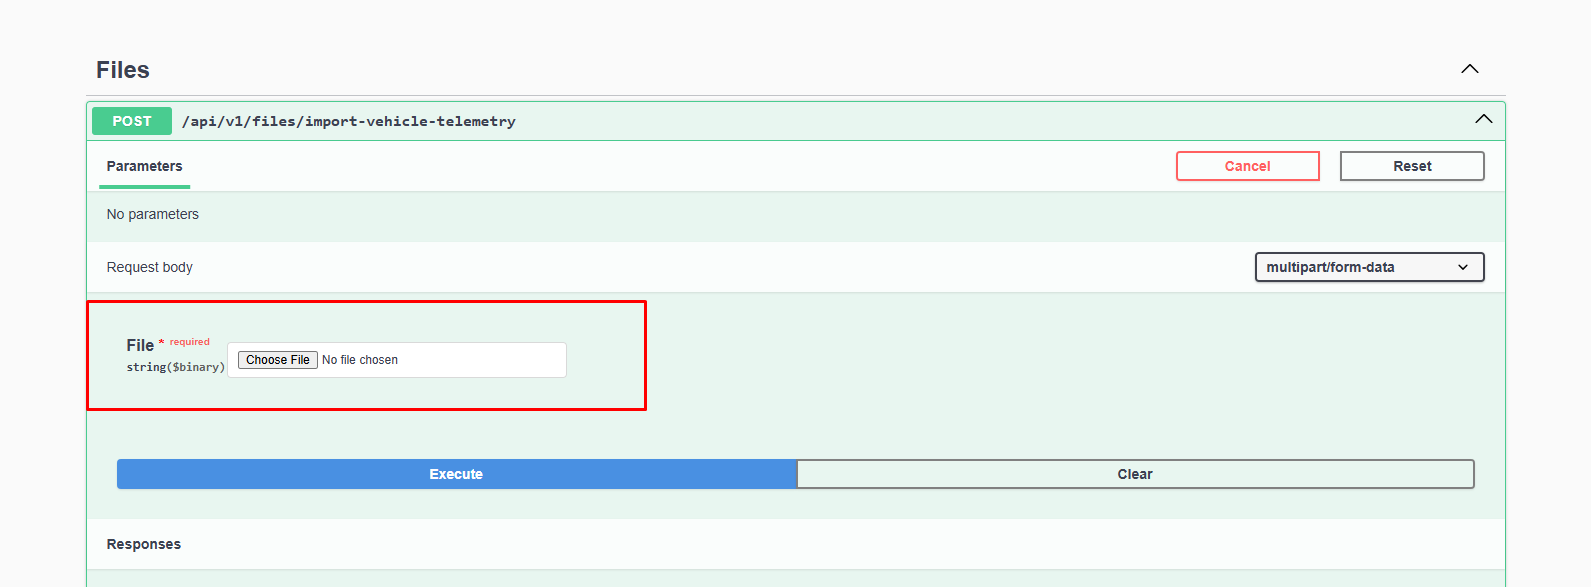 Files
POST /api/v1/files/import-vehicle-telemetry
Parameters Cancel Reset
No parameters
Request body multipart/form-data
File * required
string($binary) Choose File No file chosen
Execute Clear
Responses